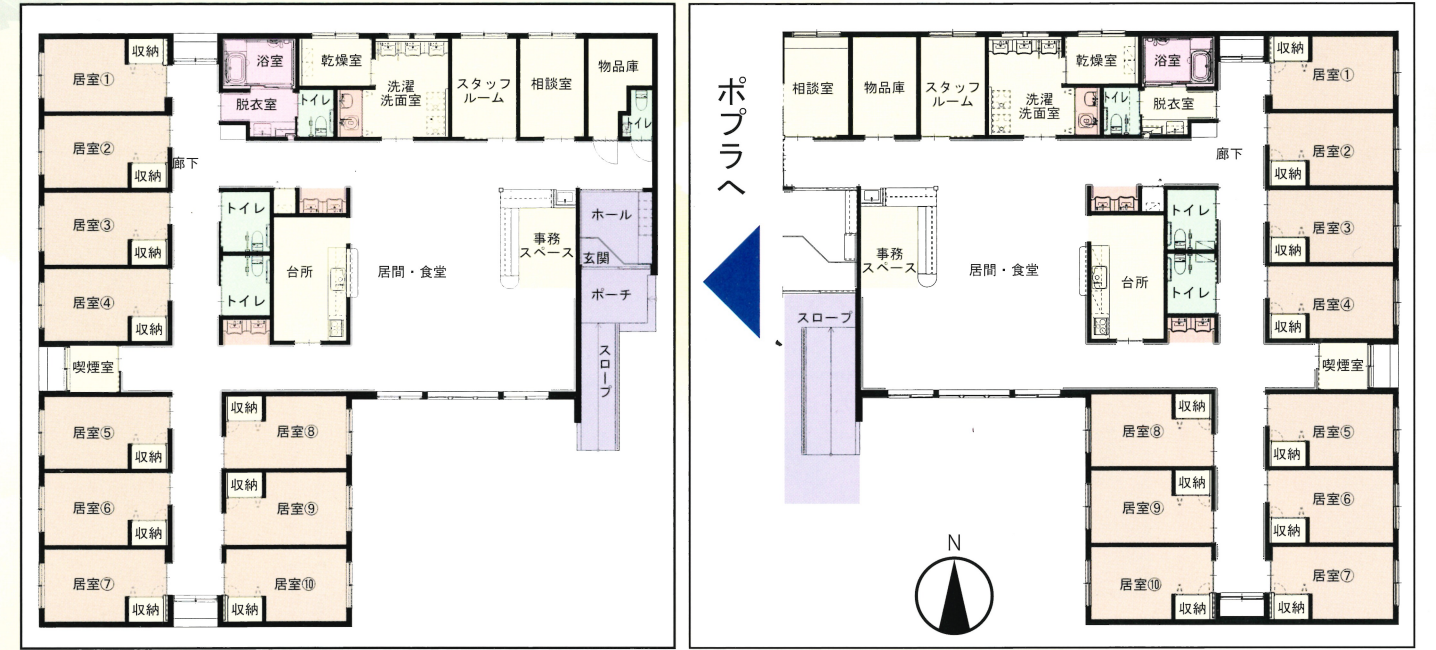 収納
居室①
浴室
乾燥室
洗濯
洗面室
スタッフ
ルーム
相談室
物品庫
脱衣室
トイレ
トイレ
居室②
収納
廊下
居室③
収納
トイレ
台所
居間・食堂
事務
スペース
ホール
玄関
居室④
収納
トイレ
ポーチ
喫煙室
スロープ
居室⑤
収納
収納
居室⑧
居室⑥
収納
収納
居室⑨
居室⑦
収納
収納
居室⑩
ポプラへ
相談室
物品庫
スタッフ
ルーム
洗濯
洗面室
乾燥室
浴室
収納
居室①
トイレ
脱衣室
廊下
居室②
収納
事務
スペース
居間・食堂
台所
トイレ
居室③
収納
トイレ
居室④
収納
スロープ
喫煙室
収納
居室⑧
居室⑤
収納
収納
居室⑨
居室⑥
収納
居室⑩
収納
居室⑦
収納
N